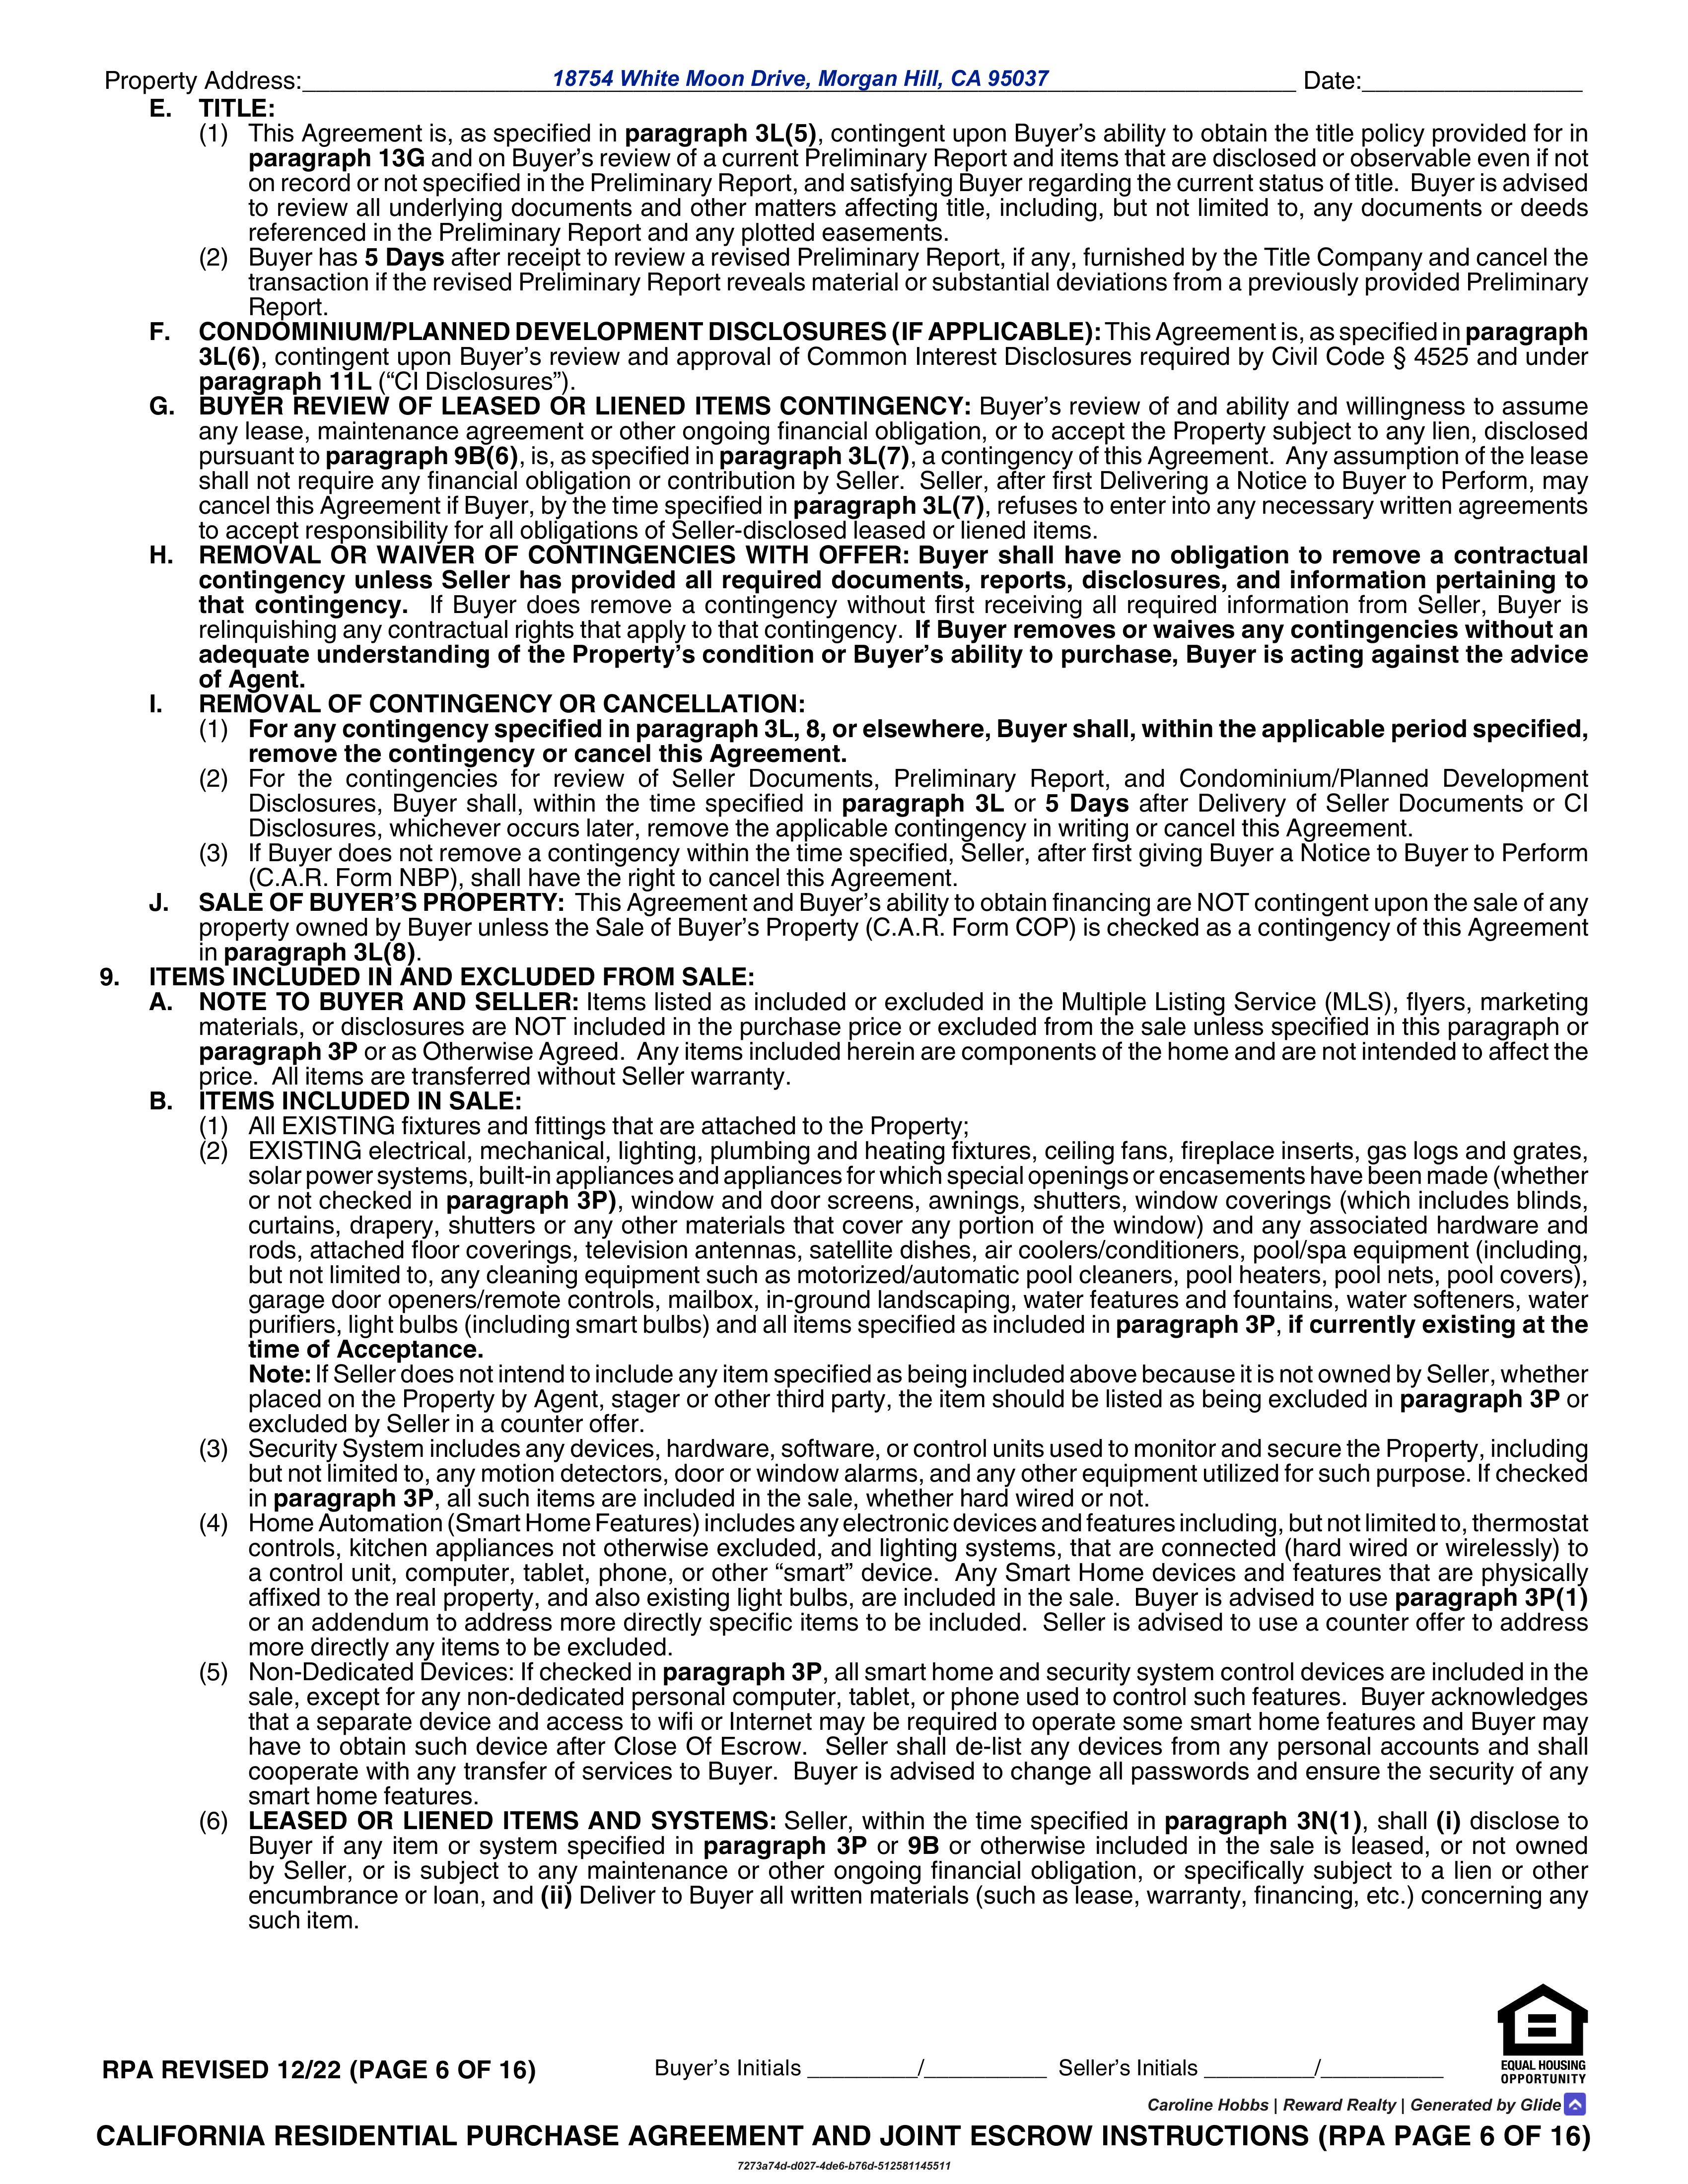 Property Address: 18754 White Moon Drive, Morgan Hill, CA 95037 Date:
E. TITLE:
(1) This Agreement is, as specified in paragraph 3L(5), contingent upon Buyer’s ability to obtain the title policy provided for in
paragraph 13G and on Buyer’s review of a current Preliminary Report and items that are disclosed or observable even if not
on record or not specified in the Preliminary Report, and satisfying Buyer regarding the current status of title. Buyer is advised
to review all underlying documents and other matters affecting title, including, but not limited to, any documents or deeds
referenced in the Preliminary Report and any plotted easements.
(2) Buyer has 5 Days after receipt to review a revised Preliminary Report, if any, furnished by the Title Company and cancel the
transaction if the revised Preliminary Report reveals material or substantial deviations from a previously provided Preliminary
Report.
F. CONDOMINIUM/PLANNED DEVELOPMENT DISCLOSURES (IF APPLICABLE): This Agreement is, as specified in paragraph
3L(6), contingent upon Buyer’s review and approval of Common Interest Disclosures required by Civil Code § 4525 and under
paragraph 11L (“CI Disclosures”).
G. BUYER REVIEW OF LEASED OR LIENED ITEMS CONTINGENCY: Buyer’s review of and ability and willingness to assume
any lease, maintenance agreement or other ongoing financial obligation, or to accept the Property subject to any lien, disclosed
pursuant to paragraph 9B(6), is, as specified in paragraph 3L(7), a contingency of this Agreement. Any assumption of the lease
shall not require any financial obligation or contribution by Seller. Seller, after first Delivering a Notice to Buyer to Perform, may
cancel this Agreement if Buyer, by the time specified in paragraph 3L(7), refuses to enter into any necessary written agreements
to accept responsibility for all obligations of Seller-disclosed leased or liened items.
H. REMOVAL OR WAIVER OF CONTINGENCIES WITH OFFER: Buyer shall have no obligation to remove a contractual
contingency unless Seller has provided all required documents, reports, disclosures, and information pertaining to
that contingency. If Buyer does remove a contingency without first receiving all required information from Seller, Buyer is
relinquishing any contractual rights that apply to that contingency. If Buyer removes or waives any contingencies without an
adequate understanding of the Property’s condition or Buyer’s ability to purchase, Buyer is acting against the advice
of Agent.
I. REMOVAL OF CONTINGENCY OR CANCELLATION:
(1) For any contingency specified in paragraph 3L, 8, or elsewhere, Buyer shall, within the applicable period specified,
remove the contingency or cancel this Agreement.
(2) For the contingencies for review of Seller Documents, Preliminary Report, and Condominium/Planned Development
Disclosures, Buyer shall, within the time specified in paragraph 3L or 5 Days after Delivery of Seller Documents or CI
Disclosures, whichever occurs later, remove the applicable contingency in writing or cancel this Agreement.
(3) If Buyer does not remove a contingency within the time specified, Seller, after first giving Buyer a Notice to Buyer to Perform
(C.A.R. Form NBP), shall have the right to cancel this Agreement.
J. SALE OF BUYER’S PROPERTY: This Agreement and Buyer’s ability to obtain financing are NOT contingent upon the sale of any
property owned by Buyer unless the Sale of Buyer’s Property (C.A.R. Form COP) is checked as a contingency of this Agreement
in paragraph 3L(8).
9. ITEMS INCLUDED IN AND EXCLUDED FROM SALE:
A. NOTE TO BUYER AND SELLER: Items listed as included or excluded in the Multiple Listing Service (MLS), flyers, marketing
materials, or disclosures are NOT included in the purchase price or excluded from the sale unless specified in this paragraph or
paragraph 3P or as Otherwise Agreed. Any items included herein are components of the home and are not intended to affect the
price. All items are transferred without Seller warranty.
B. ITEMS INCLUDED IN SALE:
(1) All EXISTING fixtures and fittings that are attached to the Property;
(2) EXISTING electrical, mechanical, lighting, plumbing and heating fixtures, ceiling fans, fireplace inserts, gas logs and grates,
solar power systems, built-in appliances and appliances for which special openings or encasements have been made (whether
or not checked in paragraph 3P), window and door screens, awnings, shutters, window coverings (which includes blinds,
curtains, drapery, shutters or any other materials that cover any portion of the window) and any associated hardware and
rods, attached floor coverings, television antennas, satellite dishes, air coolers/conditioners, pool/spa equipment (including,
but not limited to, any cleaning equipment such as motorized/automatic pool cleaners, pool heaters, pool nets, pool covers),
garage door openers/remote controls, mailbox, in-ground landscaping, water features and fountains, water softeners, water
purifiers, light bulbs (including smart bulbs) and all items specified as included in paragraph 3P, if currently existing at the
time of Acceptance.
Note: If Seller does not intend to include any item specified as being included above because it is not owned by Seller, whether
placed on the Property by Agent, stager or other third party, the item should be listed as being excluded in paragraph 3P or
excluded by Seller in a counter offer.
(3) Security System includes any devices, hardware, software, or control units used to monitor and secure the Property, including
but not limited to, any motion detectors, door or window alarms, and any other equipment utilized for such purpose. If checked
in paragraph 3P, all such items are included in the sale, whether hard wired or not.
(4) Home Automation (Smart Home Features) includes any electronic devices and features including, but not limited to, thermostat
controls, kitchen appliances not otherwise excluded, and lighting systems, that are connected (hard wired or wirelessly) to
a control unit, computer, tablet, phone, or other “smart” device. Any Smart Home devices and features that are physically
affixed to the real property, and also existing light bulbs, are included in the sale. Buyer is advised to use paragraph 3P(1)
or an addendum to address more directly specific items to be included. Seller is advised to use a counter offer to address
more directly any items to be excluded.
(5) Non-Dedicated Devices: If checked in paragraph 3P, all smart home and security system control devices are included in the
sale, except for any non-dedicated personal computer, tablet, or phone used to control such features. Buyer acknowledges
that a separate device and access to wifi or Internet may be required to operate some smart home features and Buyer may
have to obtain such device after Close Of Escrow. Seller shall de-list any devices from any personal accounts and shall
cooperate with any transfer of services to Buyer. Buyer is advised to change all passwords and ensure the security of any
smart home features.
(6) LEASED OR LIENED ITEMS AND SYSTEMS: Seller, within the time specified in paragraph 3N(1), shall (i) disclose to
Buyer if any item or system specified in paragraph 3P or 9B or otherwise included in the sale is leased, or not owned
by Seller, or is subject to any maintenance or other ongoing financial obligation, or specifically subject to a lien or other
encumbrance or loan, and (ii) Deliver to Buyer all written materials (such as lease, warranty, financing, etc.) concerning any
such item.
RPA REVISED 12/22 (PAGE 6 OF 16) Buyer’s Initials _________/__________ Seller’s Initials _________/__________
EQUAL HOUSING
OPPORTUNITY
Caroline Hobbs | Reward Realty | Generated by Glide
CALIFORNIA RESIDENTIAL PURCHASE AGREEMENT AND JOINT ESCROW INSTRUCTIONS (RPA PAGE 6 OF 16)
7273a74d-d027-4de6-b76d-512581145511